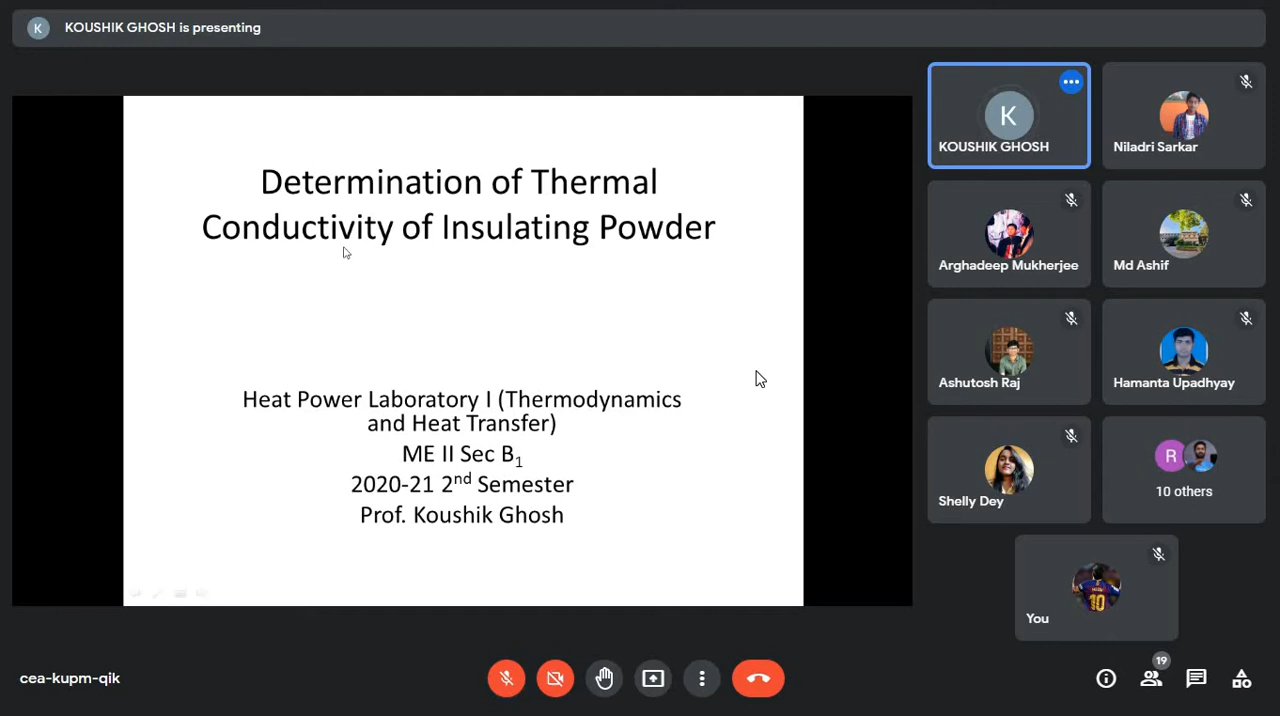 K
KOUSHIK GHOSH is presenting
Determination of Thermal
Conductivity of Insulating Powder
Heat Power Laboratory I (Thermodynamics
and Heat Transfer)
ME II Sec B1
2020-21 2nd Semester
Prof. Koushik Ghosh
K
KOUSHIK GHOSH
Niladri Sarkar
Arghadeep Mukherjee
Md Ashif
Ashutosh Raj
Hamanta Upadhyay
Shelly Dey
R
10 others
10
You
cea-kupm-qik
19